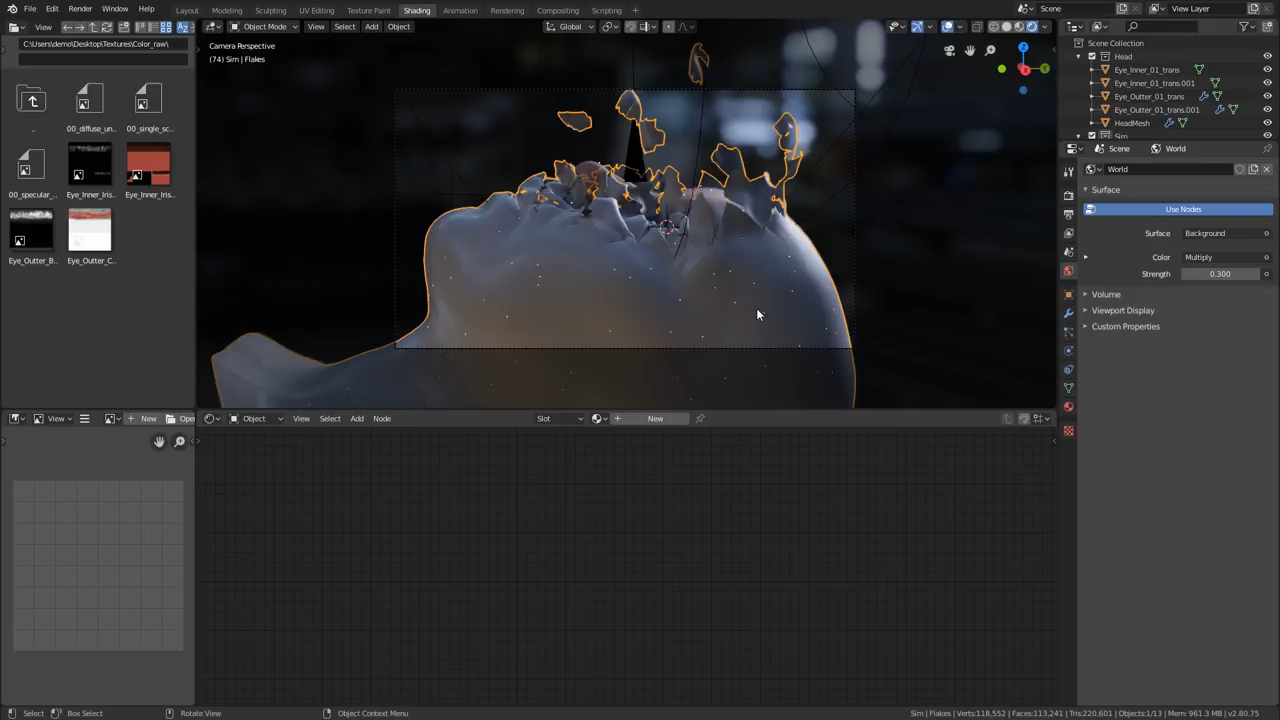 File Edit Render Window Help Layout Modeling Sculpting UV Editing Texture Paint Shading Animation Rendering Compositing Scripting + Scene View Layer
View Object Mode View Select Add Object Global
C:\Users\demo\Desktop\Textures\Color_raw\
..
00_diffuse_un..
00_single_sc..
00_specular_..
Eye_Inner_Iris..
Eye_Inner_Iris..
Eye_Outter_B..
Eye_Outter_C..
Camera Perspective
(74) Sim | Flakes
Z
X
Y
Scene Collection
Head
Eye_Inner_01_trans
Eye_Inner_01_trans.001
Eye_Outter_01_trans
Eye_Outter_01_trans.001
HeadMesh
Sim
Scene World
World
Surface
Use Nodes
Surface Background
Color Multiply
Strength 0.300
Volume
Viewport Display
Custom Properties
View New Ope
Object View Select Add Node Slot New
Select Box Select Rotate View Object Context Menu
Sim | Flakes | Verts:118,552 | Faces:113,241 | Tris:220,601 | Objects:1/13 | Mem: 961.3 MB | v2.80.75